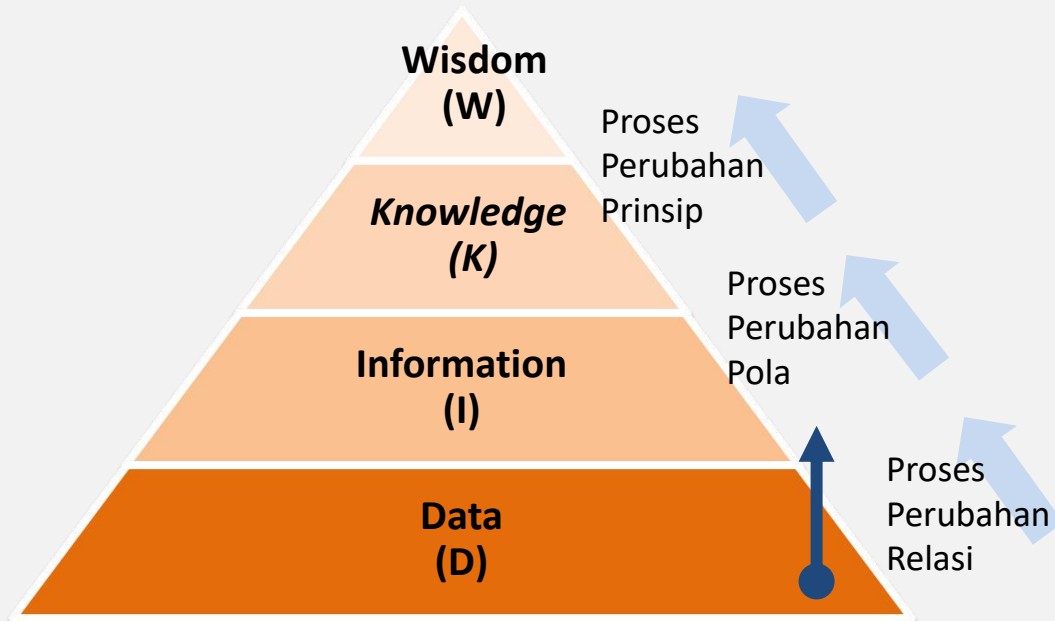 Wisdom
(W)
Proses
Perubahan
Prinsip
Knowledge
(K)
Proses
Perubahan
Pola
Information
(I)
Proses
Perubahan
Relasi
Data
(D)